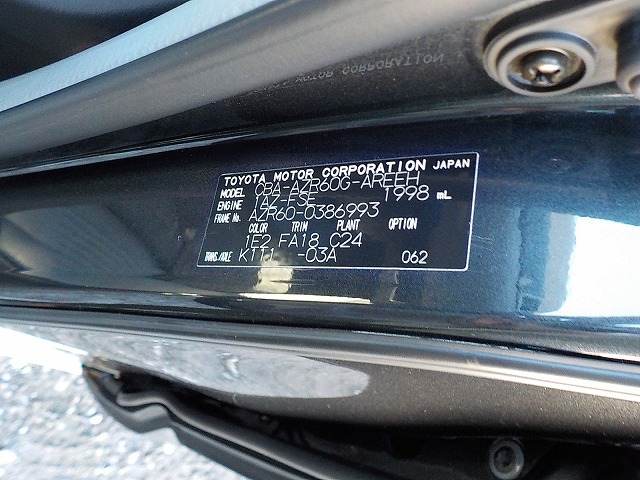 TOYOTA MOTOR CORPORATION JAPAN
MODEL CBA-AZR60G-AREEH
ENGINE 1AZ-FSE 1998 mL
FRAME No. AZR60-0386993
COLOR TRIM PLANT OPTION
1E2 FA18 C24
TRANS./AXLE K111 -03A 062